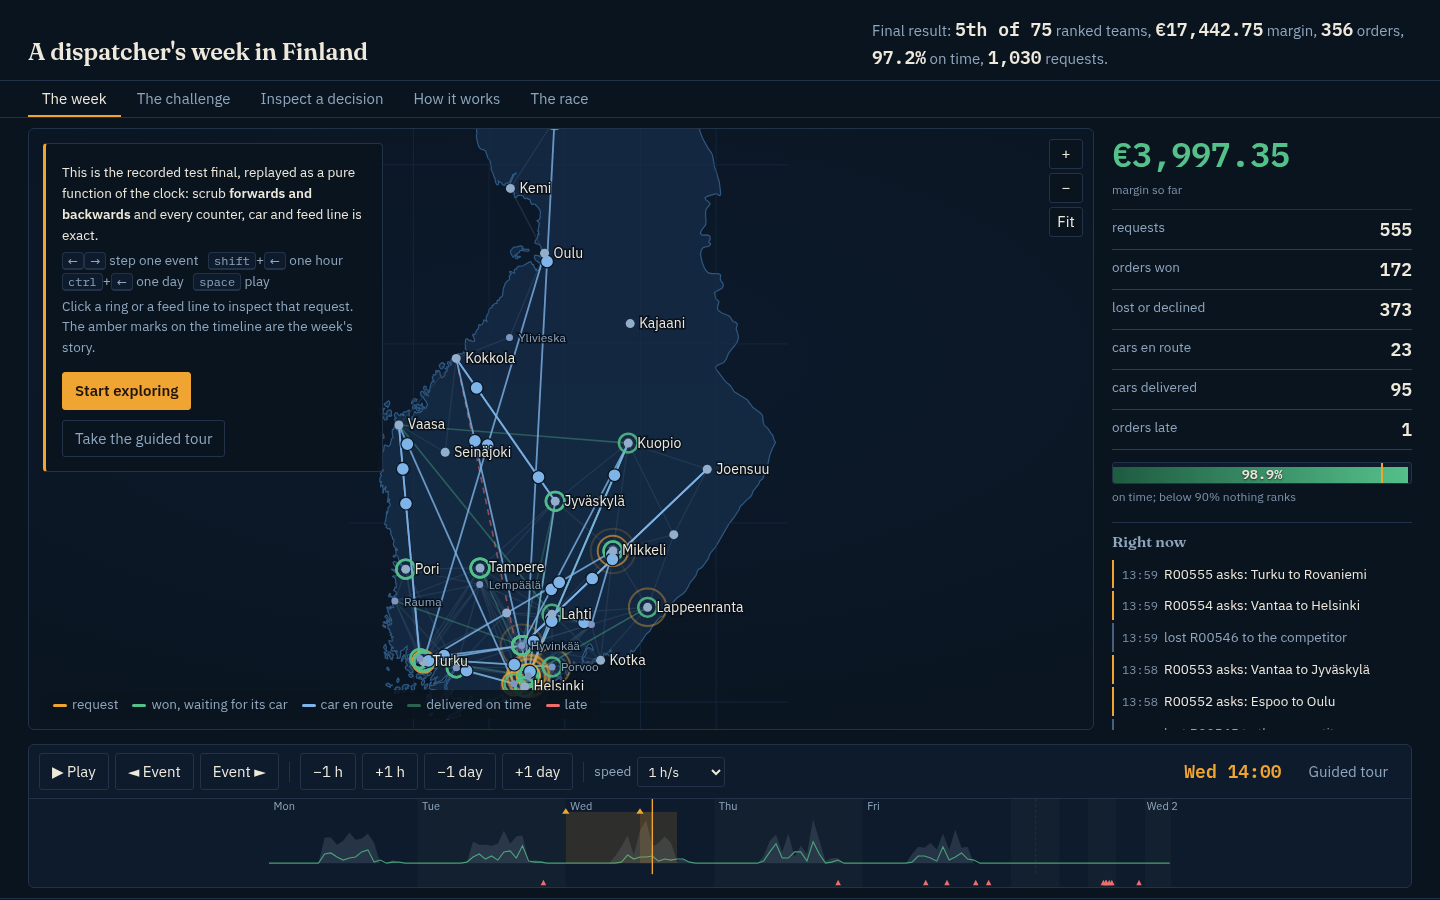 A dispatcher's week in Finland
Final result: 5th of 75 ranked teams, €17,442.75 margin, 356 orders,
97.2% on time, 1,030 requests.
The week
The challenge
Inspect a decision
How it works
The race
This is the recorded test final, replayed as a pure
function of the clock: scrub forwards and
backwards and every counter, car and feed line is
exact.
← → step one event shift+← one hour
ctrl+← one day space play
Click a ring or a feed line to inspect that request.
The amber marks on the timeline are the week's
story.
Start exploring
Take the guided tour
+
−
Fit
Kemi
Oulu
Kajaani
Ylivieska
Kokkola
Vaasa
Seinäjoki
Kuopio
Joensuu
Jyväskylä
Mikkeli
Pori
Tampere
Lempäälä
Rauma
Lahti
Lappeenranta
Hyvinkää
Turku
Porvoo
Kotka
Helsinki
request
won, waiting for its car
car en route
delivered on time
late
€3,997.35
margin so far
requests 555
orders won 172
lost or declined 373
cars en route 23
cars delivered 95
orders late 1
98.9%
on time; below 90% nothing ranks
Right now
13:59 R00555 asks: Turku to Rovaniemi
13:59 R00554 asks: Vantaa to Helsinki
13:59 lost R00546 to the competitor
13:58 R00553 asks: Vantaa to Jyväskylä
13:58 R00552 asks: Espoo to Oulu
▶ Play
◄ Event
Event ►
−1 h
+1 h
−1 day
+1 day
speed
1 h/s
Wed 14:00
Guided tour
Mon
Tue
Wed
Thu
Fri
Wed 2